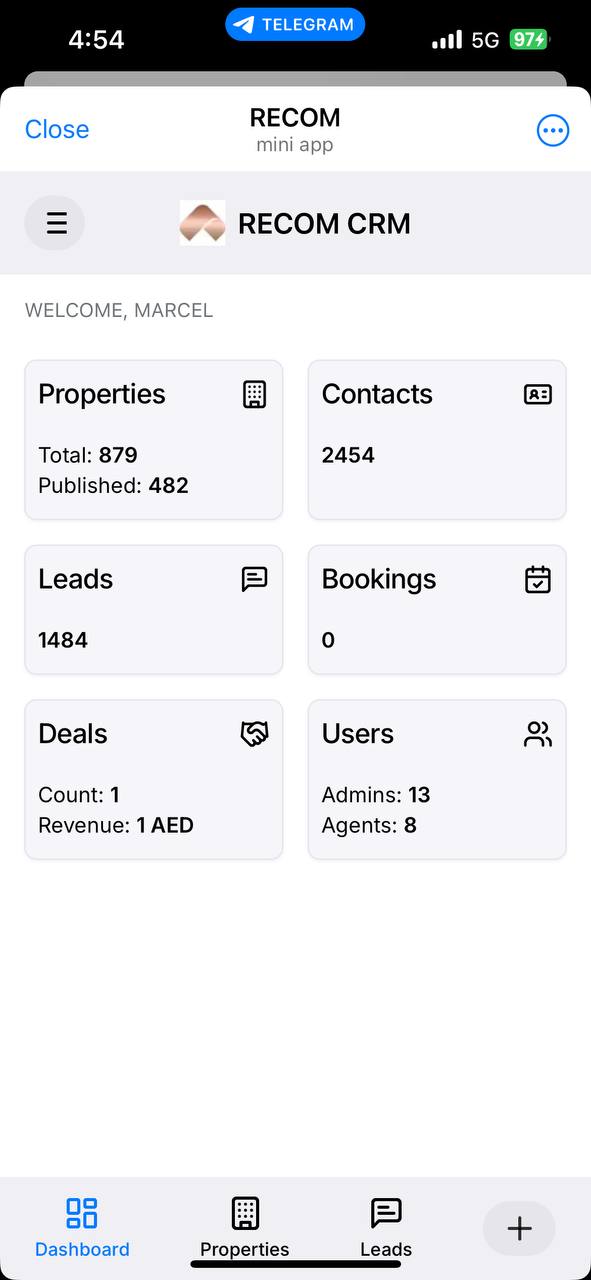 4:54
TELEGRAM
5G
97
Close
RECOM
mini app
RECOM CRM
WELCOME, MARCEL
Properties
Total: 879
Published: 482
Contacts
2454
Leads
1484
Bookings
0
Deals
Count: 1
Revenue: 1 AED
Users
Admins: 13
Agents: 8
Dashboard
Properties
Leads